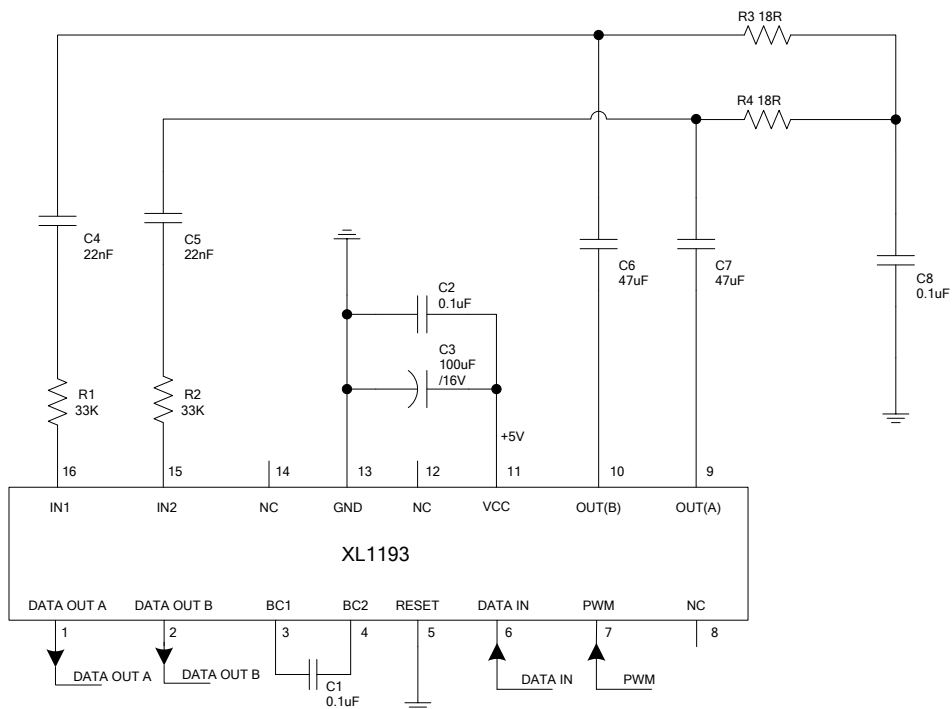 R3 18R
R4 18R
C4
22nF
C5
22nF
C6
47uF
C7
47uF
C8
0.1uF
C2
0.1uF
C3
100uF
/16V
R1
33K
R2
33K
+5V
16
15
14
13
12
11
10
9
IN1
IN2
NC
GND
NC
VCC
OUT(B)
OUT(A)
XL1193
DATA OUT A
DATA OUT B
BC1
BC2
RESET
DATA IN
PWM
NC
1
2
3
4
5
6
7
8
DATA OUT A
DATA OUT B
C1
0.1uF
DATA IN
PWM